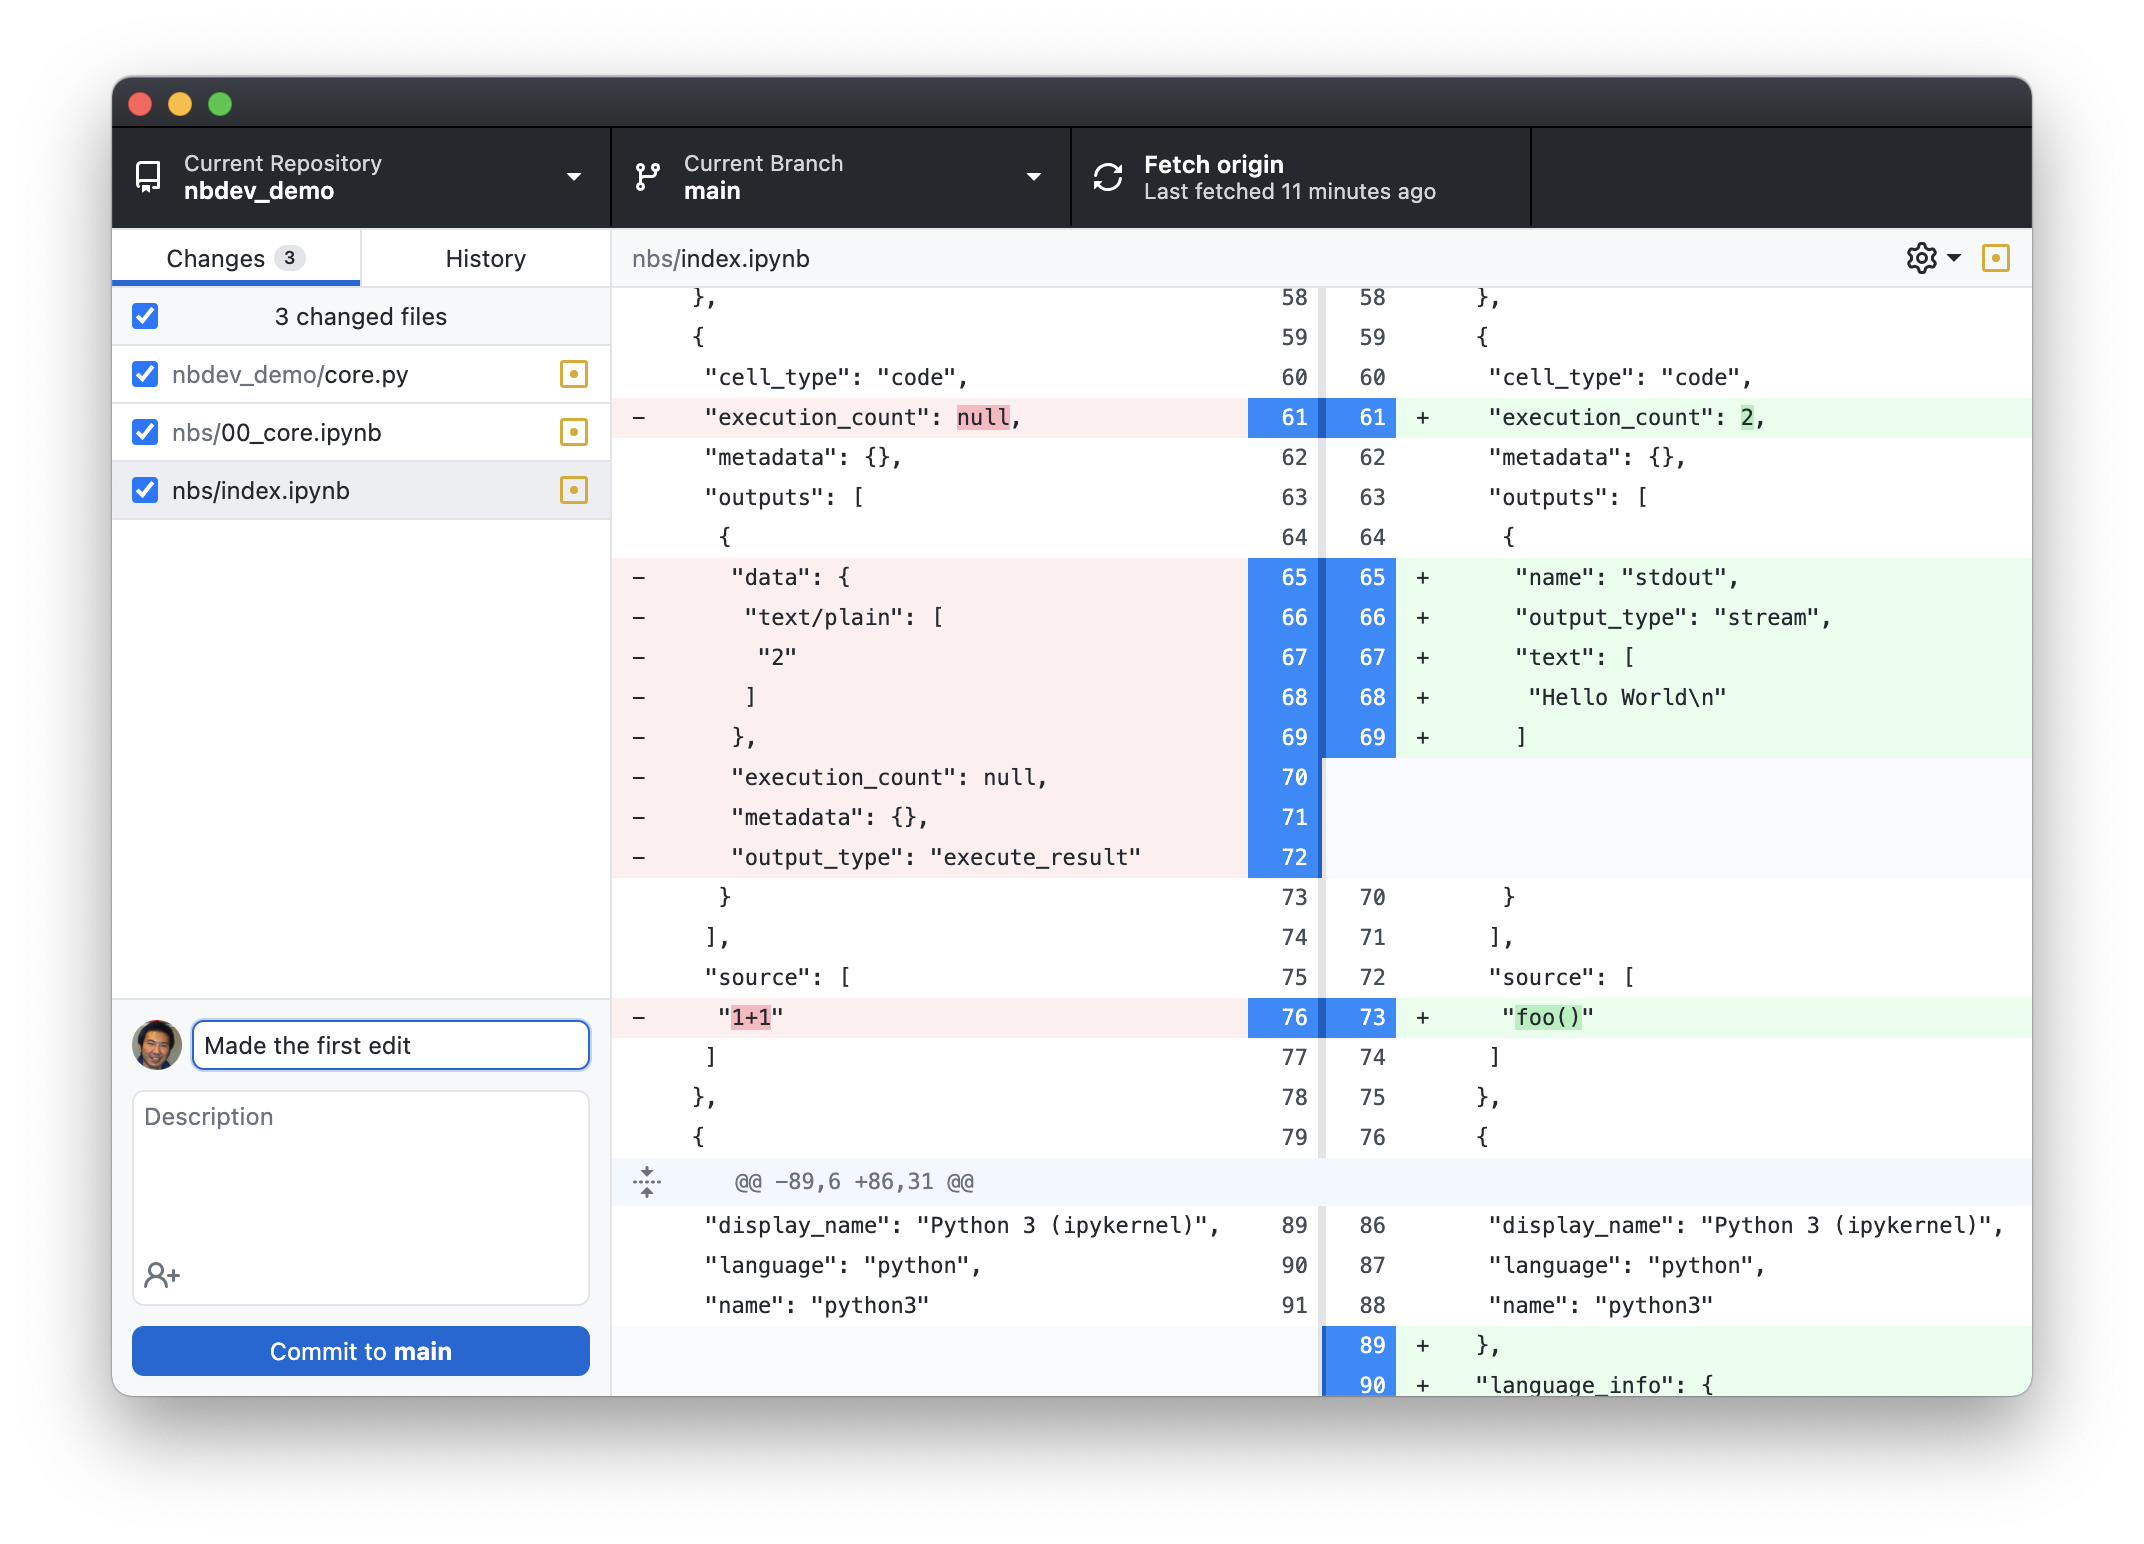 Current Repository
nbdev_demo
Current Branch
main
Fetch origin
Last fetched 11 minutes ago
Changes 3
History
nbs/index.ipynb
3 changed files
nbdev_demo/core.py
nbs/00_core.ipynb
nbs/index.ipynb
Made the first edit
Description
Commit to main
}, 58 58 },
{ 59 59 {
"cell_type": "code", 60 60 "cell_type": "code",
− "execution_count": null, 61 61 + "execution_count": 2,
"metadata": {}, 62 62 "metadata": {},
"outputs": [ 63 63 "outputs": [
{ 64 64 {
− "data": { 65 65 + "name": "stdout",
− "text/plain": [ 66 66 + "output_type": "stream",
− "2" 67 67 + "text": [
− ] 68 68 + "Hello World\n"
− }, 69 69 + ]
− "execution_count": null, 70
− "metadata": {}, 71
− "output_type": "execute_result" 72
} 73 70 }
], 74 71 ],
"source": [ 75 72 "source": [
− "1+1" 76 73 + "foo()"
] 77 74 ]
}, 78 75 },
{ 79 76 {
@@ −89,6 +86,31 @@
"display_name": "Python 3 (ipykernel)", 89 86 "display_name": "Python 3 (ipykernel)",
"language": "python", 90 87 "language": "python",
"name": "python3" 91 88 "name": "python3"
89 + },
90 + "language_info": {